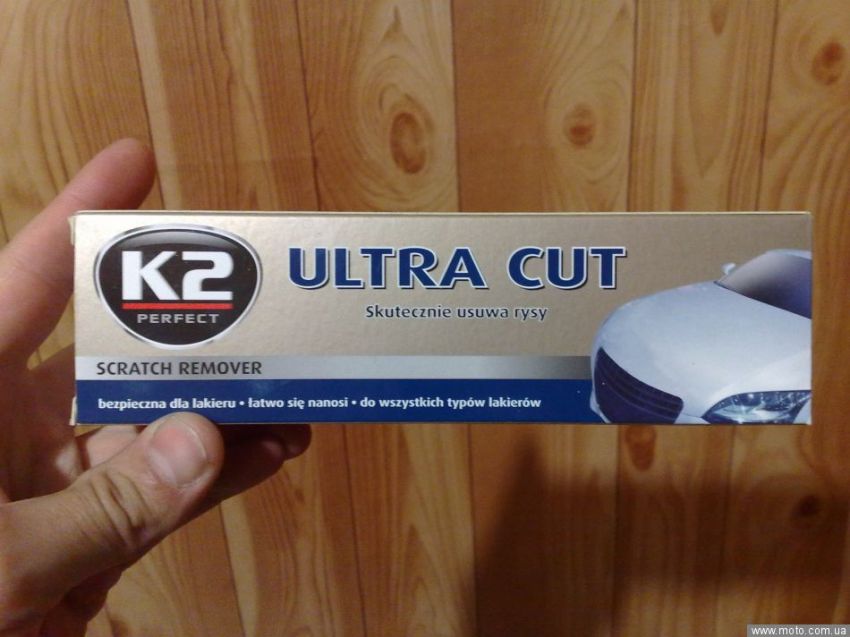 K2
PERFECT
ULTRA CUT
Skutecznie usuwa rysy
SCRATCH REMOVER
bezpieczna dla lakieru • łatwo się nanosi • do wszystkich typów lakierów
www.moto.com.ua